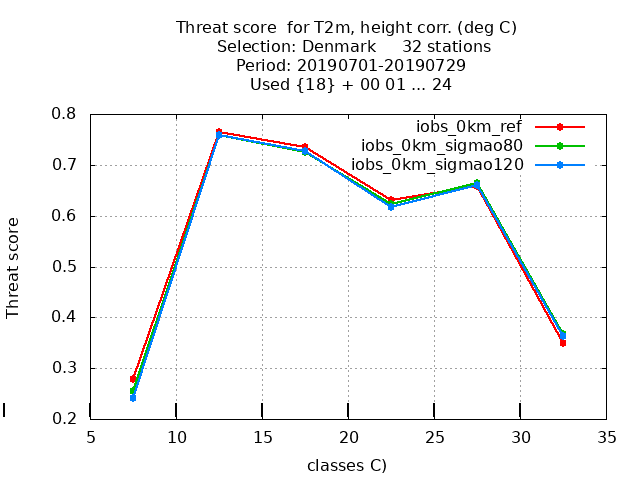 Threat score  for T2m, height corr. (deg C)
Selection: Denmark     32 stations
Period: 20190701-20190729
Used {18} + 00 01 ... 24
iobs_0km_ref
iobs_0km_sigmao80
iobs_0km_sigmao120
0.8
0.7
0.6
0.5
0.4
0.3
0.2
Threat score
5 10 15 20 25 30 35
classes C)